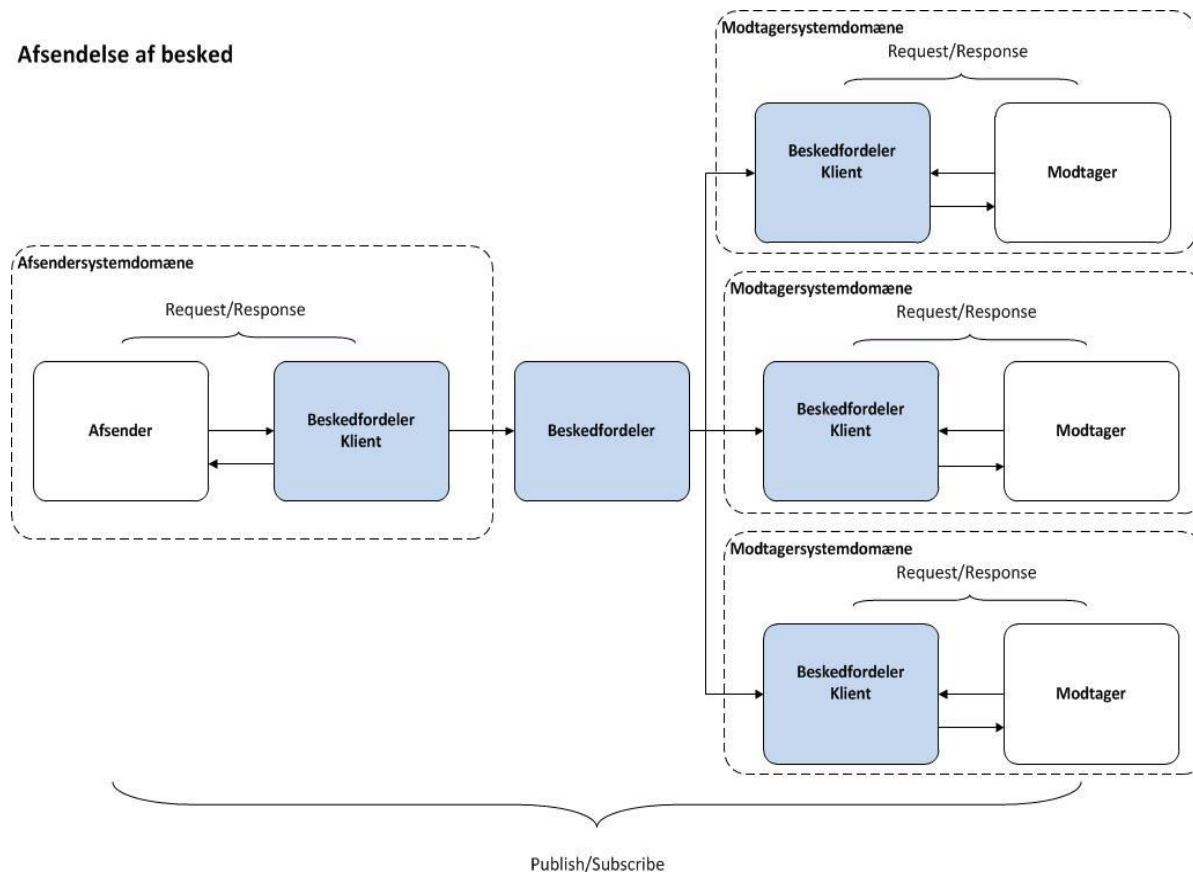 Afsendelse af besked
Afsendersystemdomæne
Request/Response
Afsender
Beskedfordeler
Klient
Beskedfordeler
Modtagersystemdomæne
Request/Response
Beskedfordeler
Klient
Modtager
Modtagersystemdomæne
Request/Response
Beskedfordeler
Klient
Modtager
Modtagersystemdomæne
Request/Response
Beskedfordeler
Klient
Modtager
Publish/Subscribe